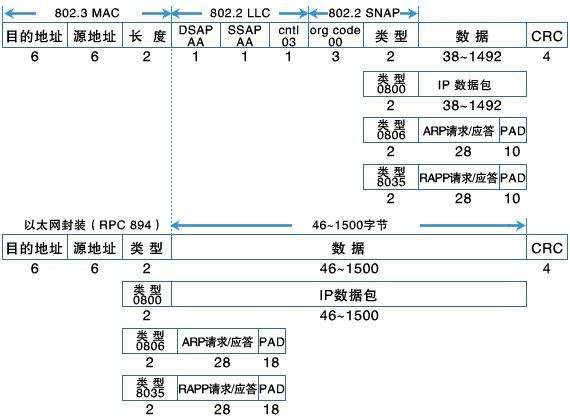 802.3 MAC 802.2 LLC 802.2 SNAP
目的地址 源地址 长 度 DSAP AA SSAP AA cntl 03 org code 00 类 型 数 据 CRC
6 6 2 1 1 1 3 2 38~1492 4
类 型 0800 IP 数据包
2 38~1492
类 型 0806 ARP请求/应答 PAD
2 28 10
类 型 8035 RAPP请求/应答 PAD
2 28 10
以太网封装（RPC 894） 46~1500字节
目的地址 源地址 类 型 数 据 CRC
6 6 2 46~1500 4
类 型 0800 IP数据包
2 46~1500
类 型 0806 ARP请求/应答 PAD
2 28 18
类 型 8035 RAPP请求/应答 PAD
2 28 18